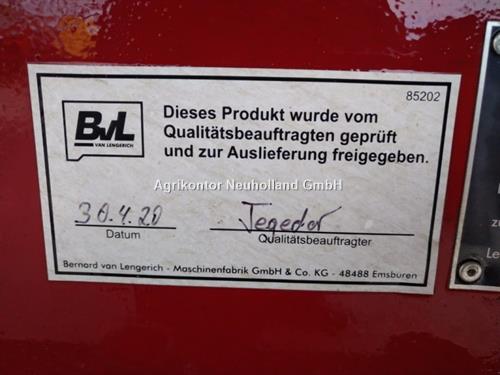 85202
BvL
VAN LENGERICH
Dieses Produkt wurde vom
Qualitätsbeauftragten geprüft
und zur Auslieferung freigegeben.
Agrikontor Neuholland GmbH
30.4.20 Tegeder
Datum Qualitätsbeauftragter
Bernard van Lengerich - Maschinenfabrik GmbH & Co. KG - 48488 Emsbüren